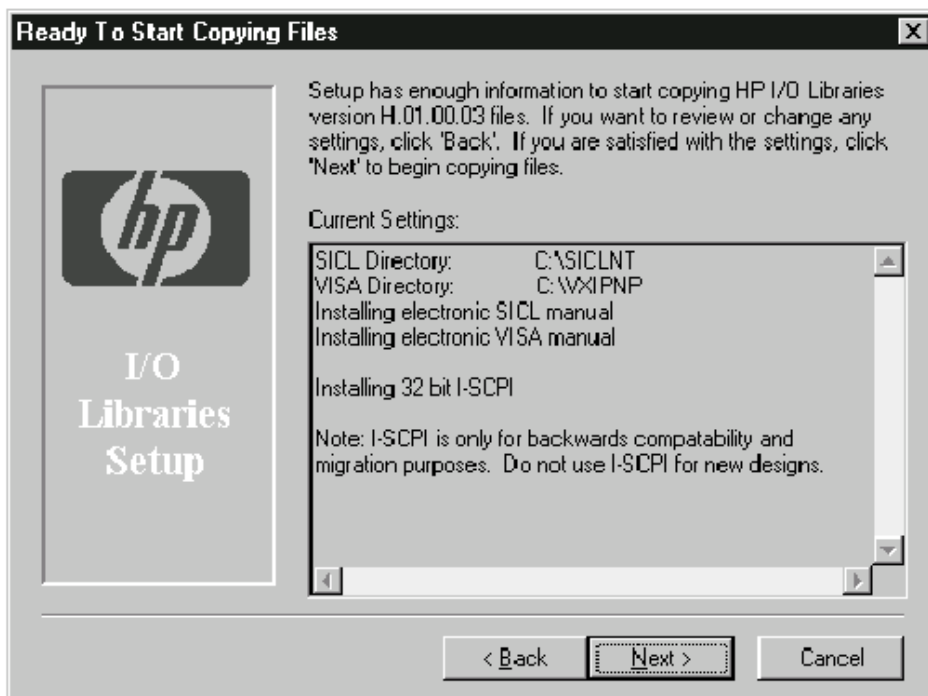 Ready To Start Copying Files
Setup has enough information to start copying HP I/O Libraries
version H.01.00.03 files. If you want to review or change any
settings, click 'Back'. If you are satisfied with the settings, click
'Next' to begin copying files.
hp
I/O
Libraries
Setup
Current Settings:
SICL Directory: C:\SICLNT
VISA Directory: C:\VXIPNP
Installing electronic SICL manual
Installing electronic VISA manual
Installing 32 bit I-SCPI
Note: I-SCPI is only for backwards compatability and
migration purposes. Do not use I-SCPI for new designs.
< Back
Next >
Cancel